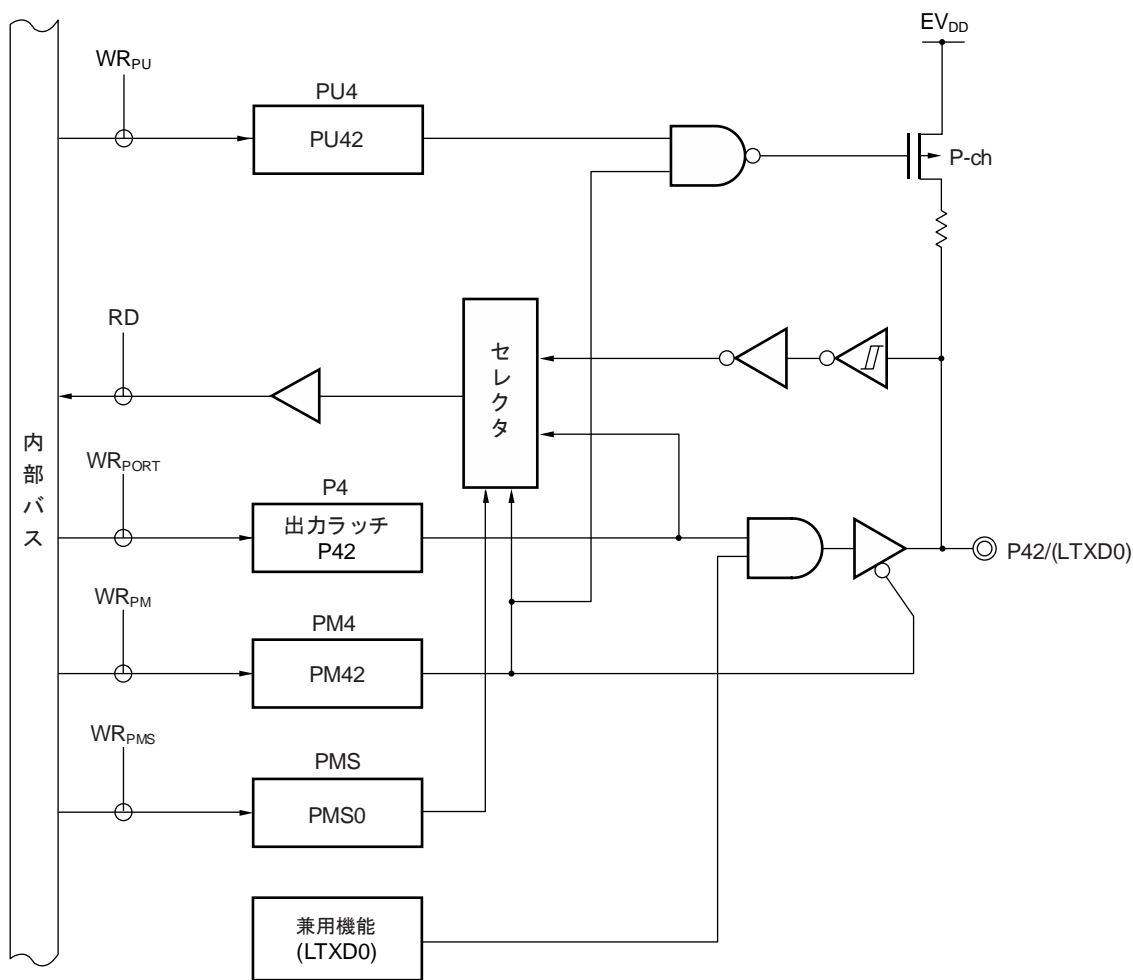 EVDD
WRPU
PU4
PU42
P-ch
RD
セレクタ
内部バス
WRPORT
P4
出力ラッチ
P42
P42/(LTXD0)
WRPM
PM4
PM42
WRPMS
PMS
PMS0
兼用機能
(LTXD0)